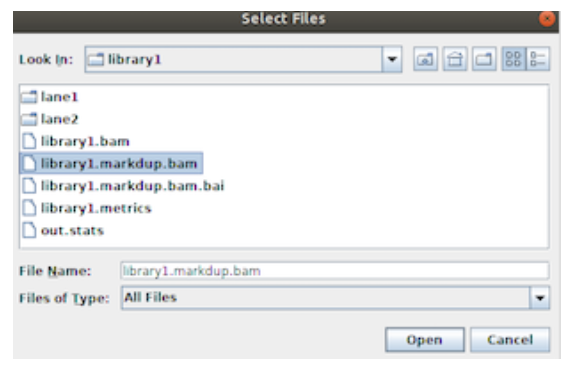 Select Files
Look In: library1
lane1
lane2
library1.bam
library1.markdup.bam
library1.markdup.bam.bai
library1.metrics
out.stats
File Name: library1.markdup.bam
Files of Type: All Files
Open Cancel